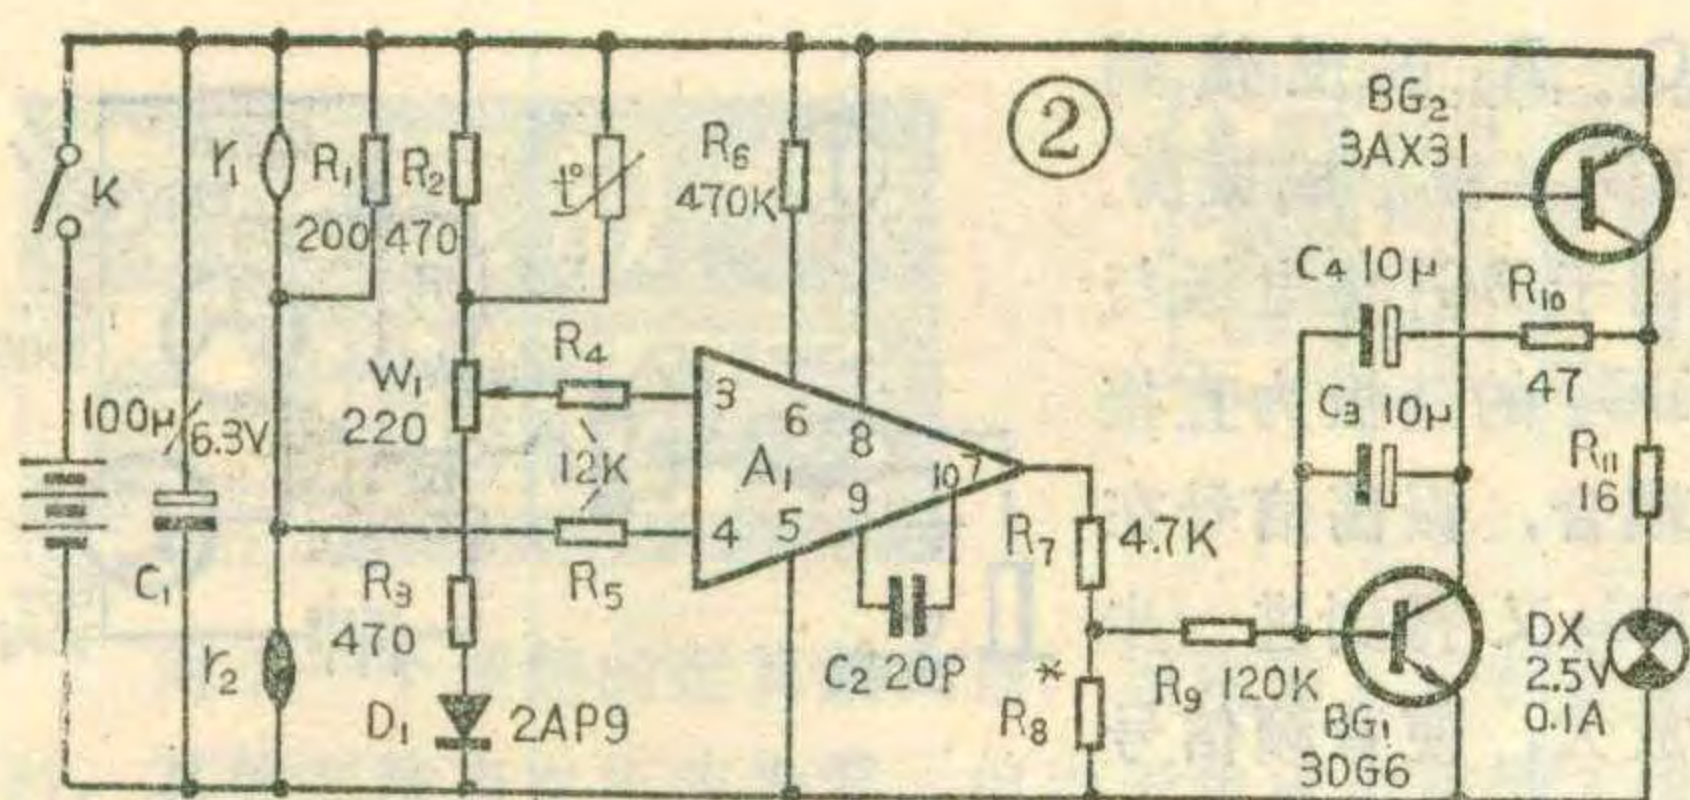 ②
K
100μ/6.3V
C₁
r₁
r₂
R₁
200
R₂
470
t°
W₁
220
R₃
470
D₁ 2AP9
R₄
12K
R₅
R₆
470K
3
4
6
8
A₁
9
5
10
7
C₂ 20P
R₇ 4.7K
*
R₈
R₉ 120K
C₄ 10μ
C₃ 10μ
BG₁
3DG6
BG₂
3AX31
R₁₀
47
R₁₁
16
DX
2.5V
0.1A